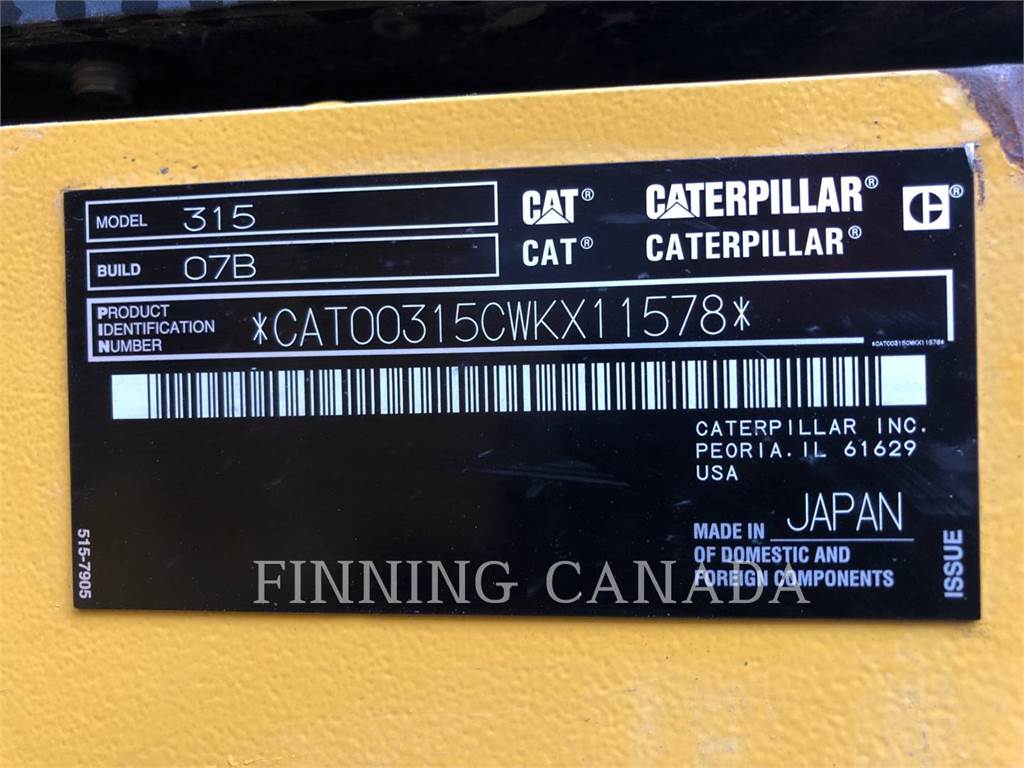 MODEL 315
BUILD 07B
CAT® CATERPILLAR® ®
CAT® CATERPILLAR®
PRODUCT
IDENTIFICATION
NUMBER
*CAT00315CWKX11578*
*CAT00315CWKX11578*
CATERPILLAR INC.
PEORIA. IL 61629
USA
MADE IN JAPAN
OF DOMESTIC AND
FOREIGN COMPONENTS
515-7905
ISSUE
FINNING CANADA